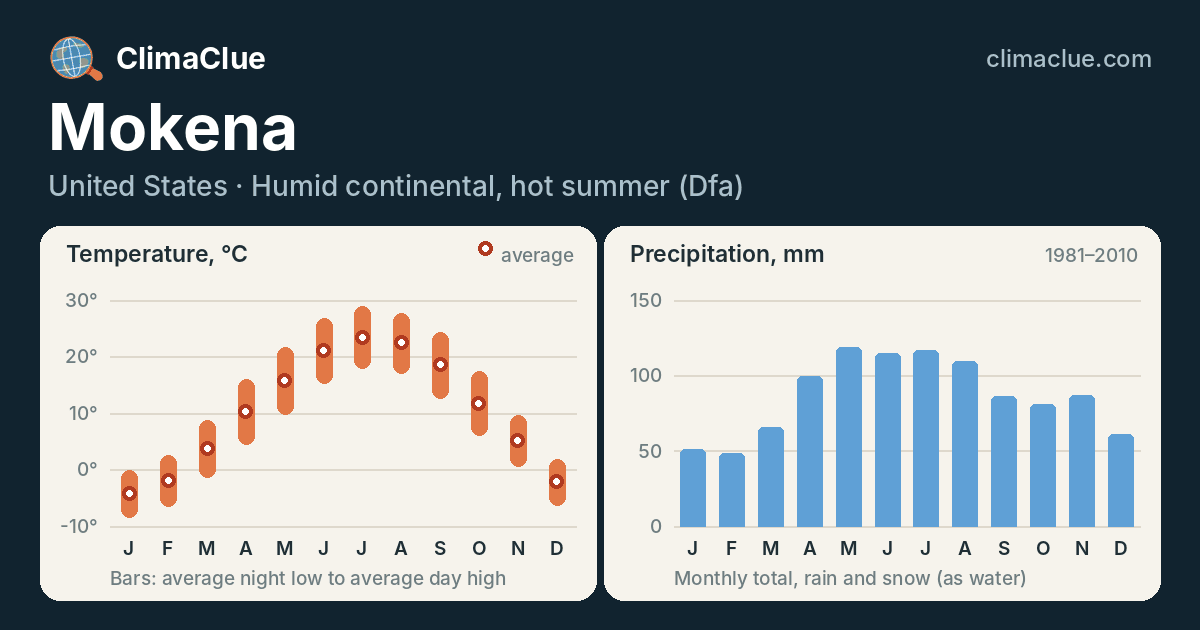 ClimaClue
climaclue.com
Mokena
United States · Humid continental, hot summer (Dfa)
Temperature, °C
average
30°
20°
10°
0°
-10°
J F M A M J J A S O N D
Bars: average night low to average day high
Precipitation, mm
1981–2010
150
100
50
0
J F M A M J J A S O N D
Monthly total, rain and snow (as water)